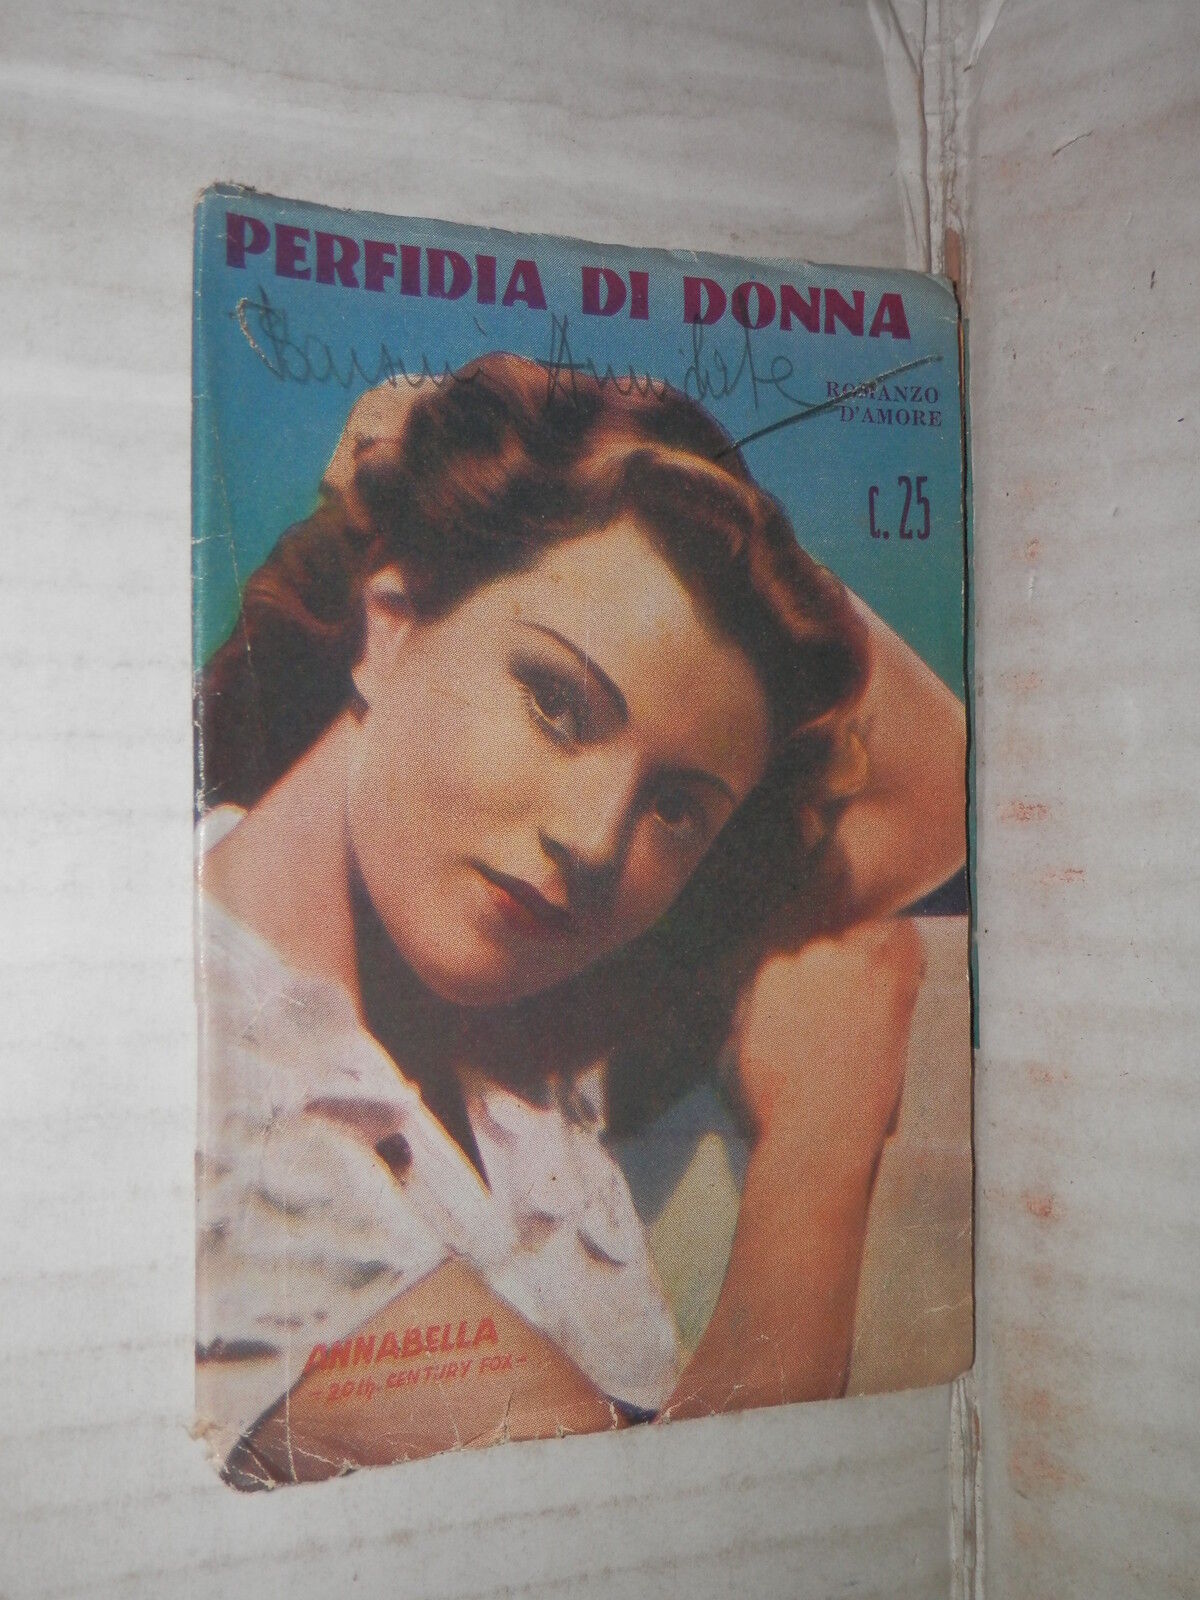 PERFIDIA DI DONNA
ROMANZO
D'AMORE
c. 25
ANNABELLA
-20th. CENTURY FOX-